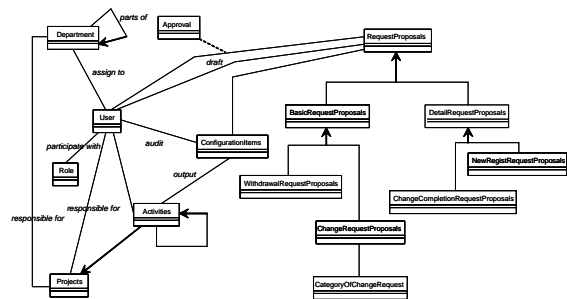 parts of
Approval
Department
RequestProposals
draft
assign to
BasicRequestProposals
DetailRequestProposals
User
participate with
audit
ConfigurationItems
NewRegistRequestProposals
Role
output
WithdrawalRequestProposals
ChangeCompletionRequestProposals
responsible for
responsible for
Activities
ChangeRequestProposals
Projects
CategoryOfChangeRequest